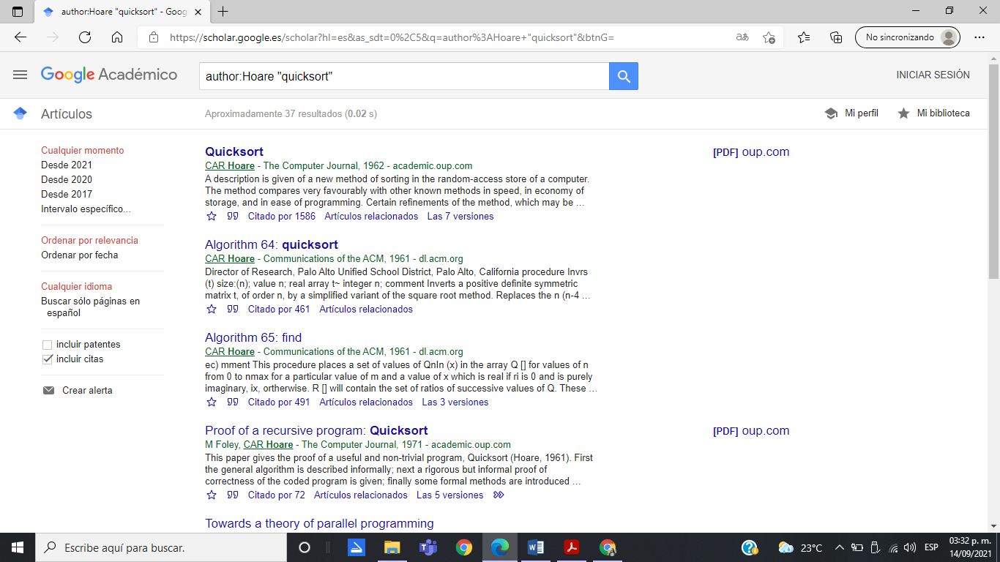 author:Hoare "quicksort" - Goog
https://scholar.google.es/scholar?hl=es&as_sdt=0%2C5&q=author%3AHoare+"quicksort"&btnG=
No sincronizando
Google Académico
author:Hoare "quicksort"
INICIAR SESIÓN
Artículos
Aproximadamente 37 resultados (0.02 s)
Mi perfil
Mi biblioteca
Cualquier momento
Desde 2021
Desde 2020
Desde 2017
Intervalo específico...
Ordenar por relevancia
Ordenar por fecha
Cualquier idioma
Buscar sólo páginas en
español
incluir patentes
incluir citas
Crear alerta
Quicksort
[PDF] oup.com
CAR Hoare - The Computer Journal, 1962 - academic.oup.com
A description is given of a new method of sorting in the random-access store of a computer.
The method compares very favourably with other known methods in speed, in economy of
storage, and in ease of programming. Certain refinements of the method, which may be ...
Citado por 1586 Artículos relacionados Las 7 versiones
Algorithm 64: quicksort
CAR Hoare - Communications of the ACM, 1961 - dl.acm.org
Director of Research, Palo Alto Unified School District, Palo Alto, California procedure Invrs
(t) size:(n); value n; real array t~ integer n; comment Inverts a positive definite symmetric
matrix t, of order n, by a simplified variant of the square root method. Replaces the n (n-4 ...
Citado por 461 Artículos relacionados
Algorithm 65: find
CAR Hoare - Communications of the ACM, 1961 - dl.acm.org
ec) mment This procedure places a set of values of QnIn (x) in the array Q [] for values of n
from 0 to nmax for a particular value of m and a value of x which is real if ri is 0 and is purely
imaginary, ix, ortherwise. R [] will contain the set of ratios of successive values of Q. These ...
Citado por 491 Artículos relacionados Las 3 versiones
Proof of a recursive program: Quicksort
[PDF] oup.com
M Foley, CAR Hoare - The Computer Journal, 1971 - academic.oup.com
This paper gives the proof of a useful and non-trivial program, Quicksort (Hoare, 1961). First
the general algorithm is described informally; next a rigorous but informal proof of
correctness of the coded program is given; finally some formal methods are introduced ...
Citado por 72 Artículos relacionados Las 5 versiones
Towards a theory of parallel programming
Escribe aquí para buscar.
23°C
ESP
03:32 p. m.
14/09/2021